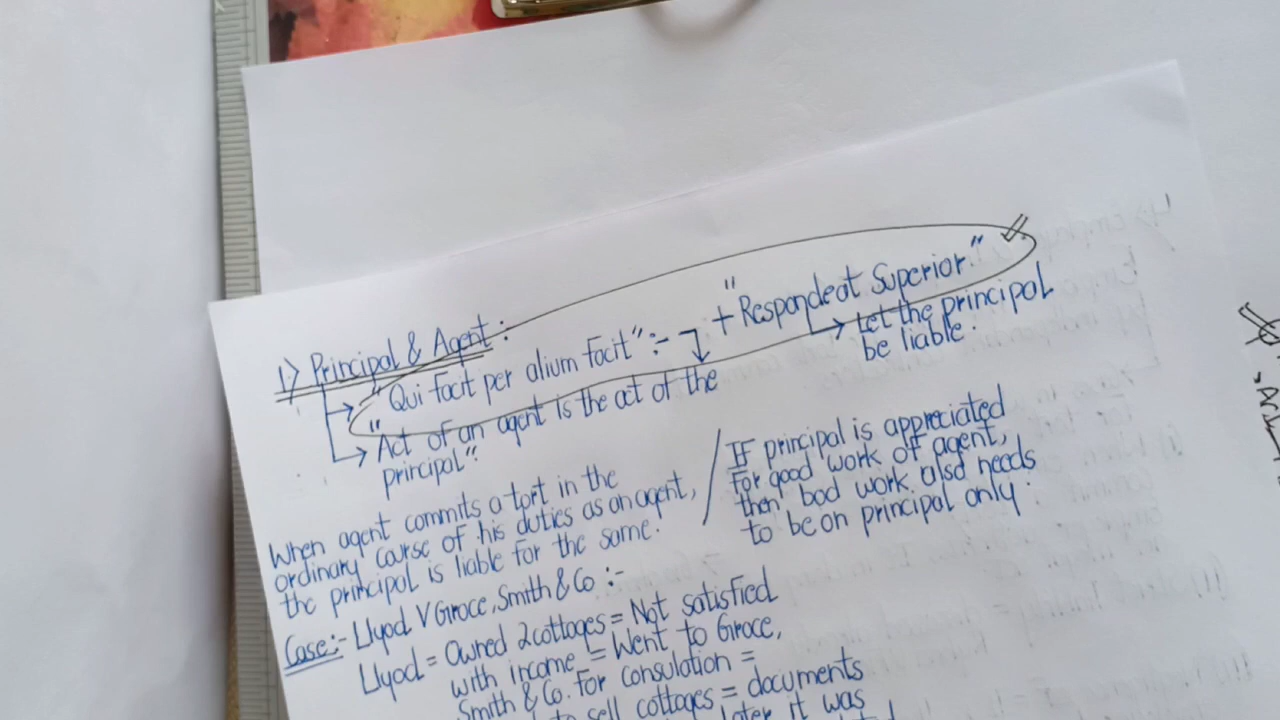 1) Principal & Agent:
"Qui facit per alium facit" :-
+ "Respondeat Superior."
Let the principal
be liable.
"Act of an agent is the act of the
principal".
When agent commits a tort in the
ordinary course of his duties as an agent,
the principal is liable for the same.
If principal is appreciated
for good work of agent,
then bad work also needs
to be on principal only.
Case:- Llyod V Grace, Smith & Co :-
Llyod = Owned 2 cottages = Not satisfied
with income = Went to Grace,
Smith & Co. For consulation =
to sell cottages = documents
later it was